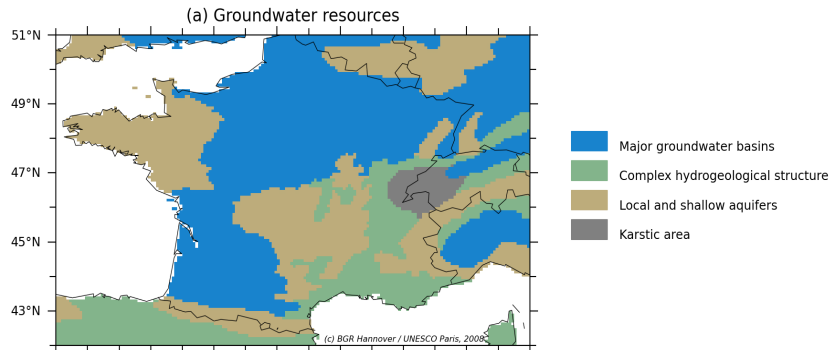 (a) Groundwater resources
51°N
49°N
47°N
45°N
43°N
Major groundwater basins
Complex hydrogeological structure
Local and shallow aquifers
Karstic area
(c) BGR Hannover / UNESCO Paris, 2008